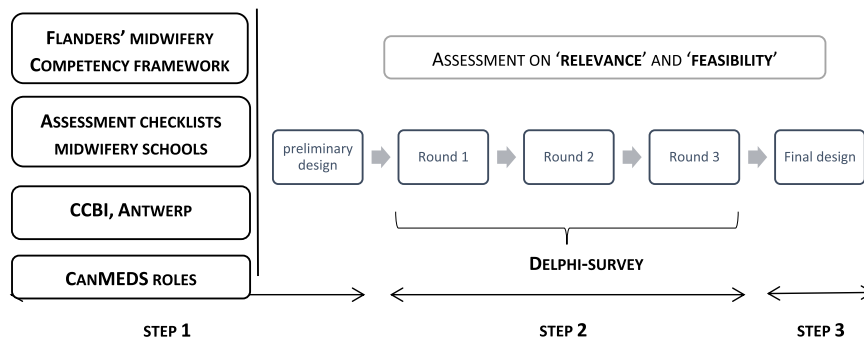 FLANDERS' MIDWIFERY
COMPETENCY FRAMEWORK
ASSESSMENT CHECKLISTS
MIDWIFERY SCHOOLS
CCBI, ANTWERP
CANMEDS ROLES
ASSESSMENT ON 'RELEVANCE' AND 'FEASIBILITY'
preliminary
design
Round 1
Round 2
Round 3
Final design
DELPHI-SURVEY
STEP 1
STEP 2
STEP 3